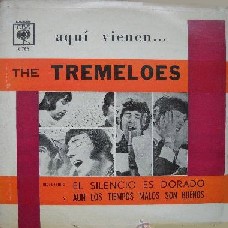 aquí vienen...
THE TREMELOES
EL SILENCIO ES DORADO
AUN LOS TIEMPOS MALOS SON BUENOS